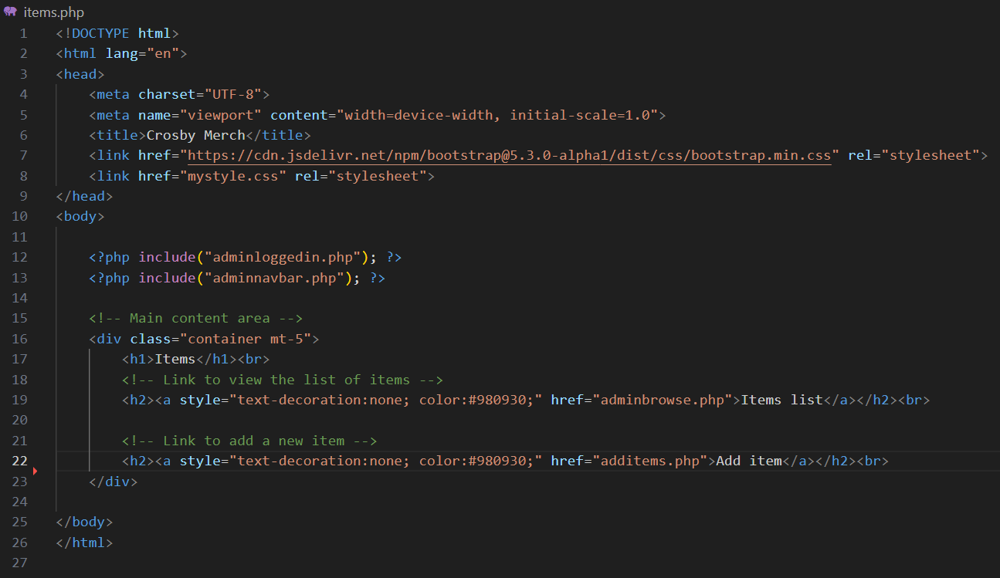 items.php
1 <!DOCTYPE html>
2 <html lang="en">
3 <head>
4     <meta charset="UTF-8">
5     <meta name="viewport" content="width=device-width, initial-scale=1.0">
6     <title>Crosby Merch</title>
7     <link href="https://cdn.jsdelivr.net/npm/bootstrap@5.3.0-alpha1/dist/css/bootstrap.min.css" rel="stylesheet">
8     <link href="mystyle.css" rel="stylesheet">
9 </head>
10 <body>
11
12     <?php include("adminloggedin.php"); ?>
13     <?php include("adminnavbar.php"); ?>
14
15     <!-- Main content area -->
16     <div class="container mt-5">
17         <h1>Items</h1><br>
18         <!-- Link to view the list of items -->
19         <h2><a style="text-decoration:none; color:#980930;" href="adminbrowse.php">Items list</a></h2><br>
20
21         <!-- Link to add a new item -->
22         <h2><a style="text-decoration:none; color:#980930;" href="additems.php">Add item</a></h2><br>
23     </div>
24
25 </body>
26 </html>
27